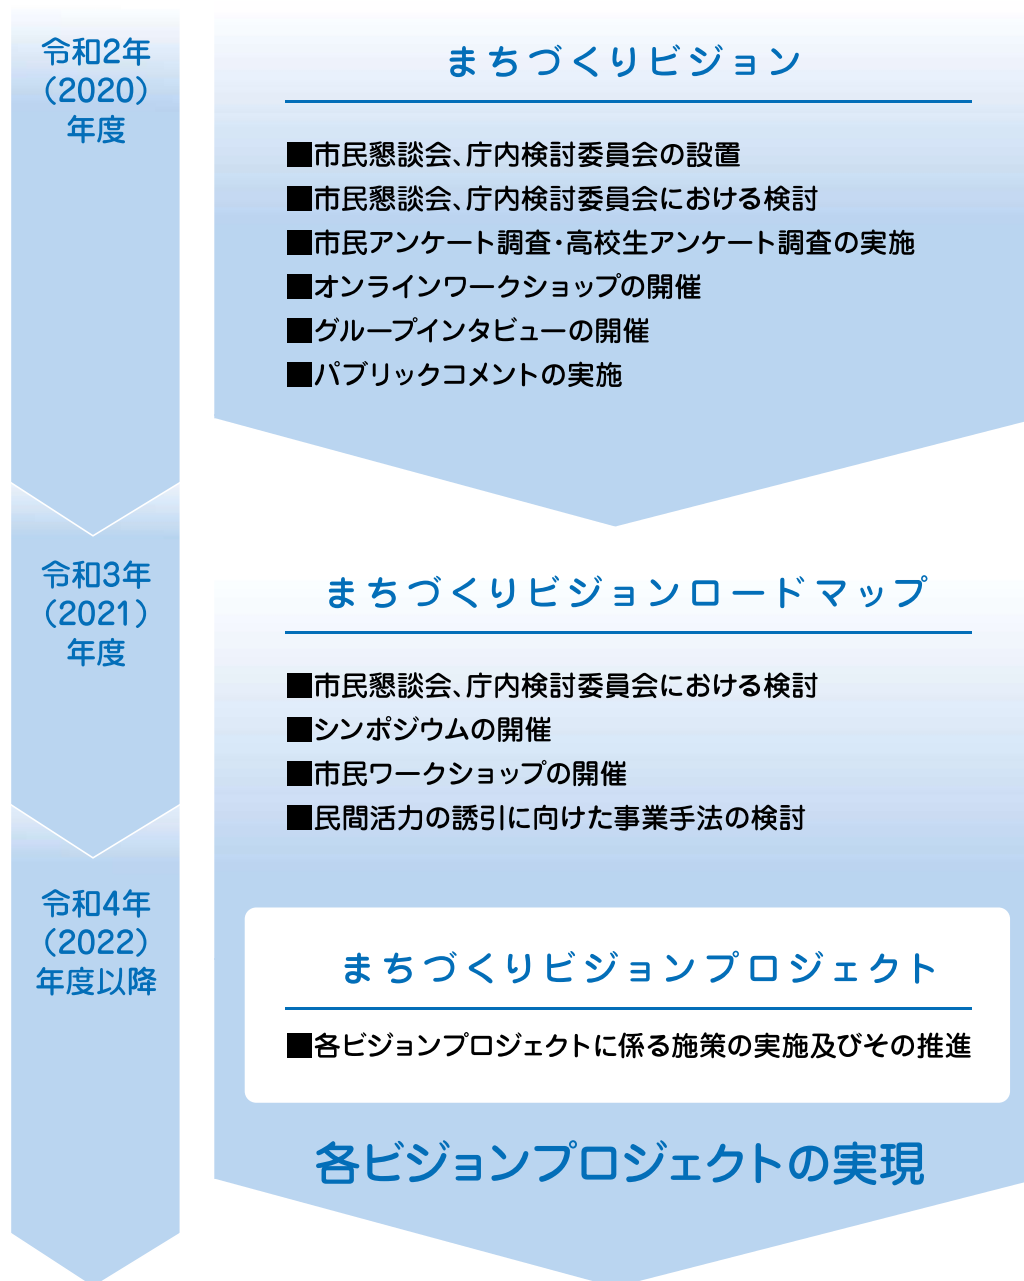 令和2年
（2020）
年度
まちづくりビジョン
■市民懇談会、庁内検討委員会の設置
■市民懇談会、庁内検討委員会における検討
■市民アンケート調査・高校生アンケート調査の実施
■オンラインワークショップの開催
■グループインタビューの開催
■パブリックコメントの実施
令和3年
（2021）
年度
まちづくりビジョンロードマップ
■市民懇談会、庁内検討委員会における検討
■シンポジウムの開催
■市民ワークショップの開催
■民間活力の誘引に向けた事業手法の検討
令和4年
（2022）
年度以降
まちづくりビジョンプロジェクト
■各ビジョンプロジェクトに係る施策の実施及びその推進
各ビジョンプロジェクトの実現